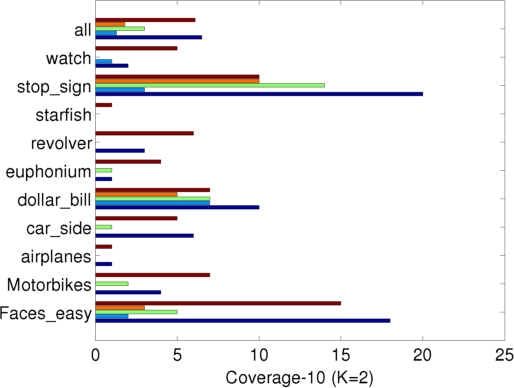 all
watch
stop_sign
starfish
revolver
euphonium
dollar_bill
car_side
airplanes
Motorbikes
Faces_easy
0 5 10 15 20 25
Coverage-10 (K=2)